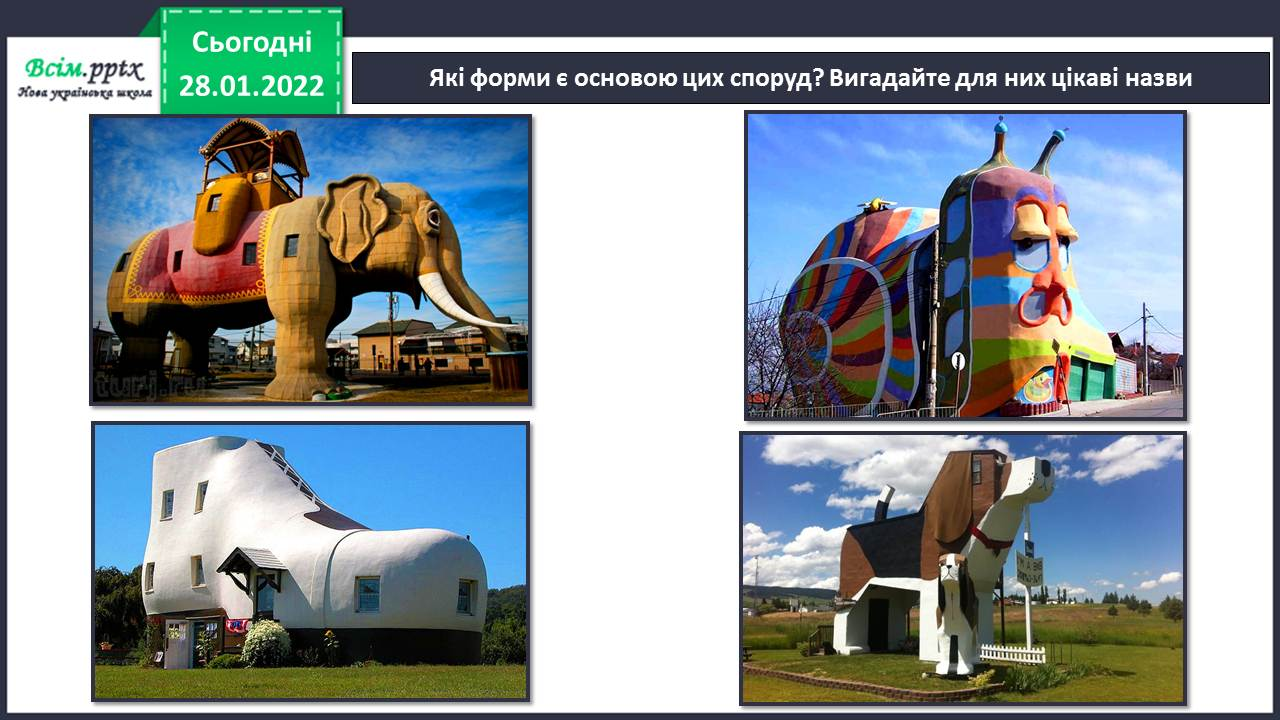 Всім.pptx
Нова українська школа
Сьогодні
28.01.2022
Які форми є основою цих споруд? Вигадайте для них цікаві назви